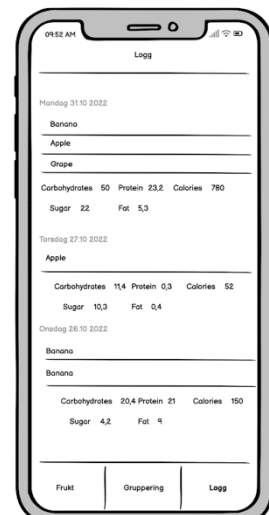 09:52 AM
Logg
Mandag 31.10 2022
Banana
Apple
Grape
Carbohydrates 50 Protein 23,2 Calories 780
Sugar 22 Fat 5,3
Torsdag 27.10 2022
Apple
Carbohydrates 11,4 Protein 0,3 Calories 52
Sugar 10,3 Fat 0,4
Onsdag 26.10 2022
Banana
Banana
Carbohydrates 20,4 Protein 21 Calories 150
Sugar 4,2 Fat 9
Frukt Gruppering Logg